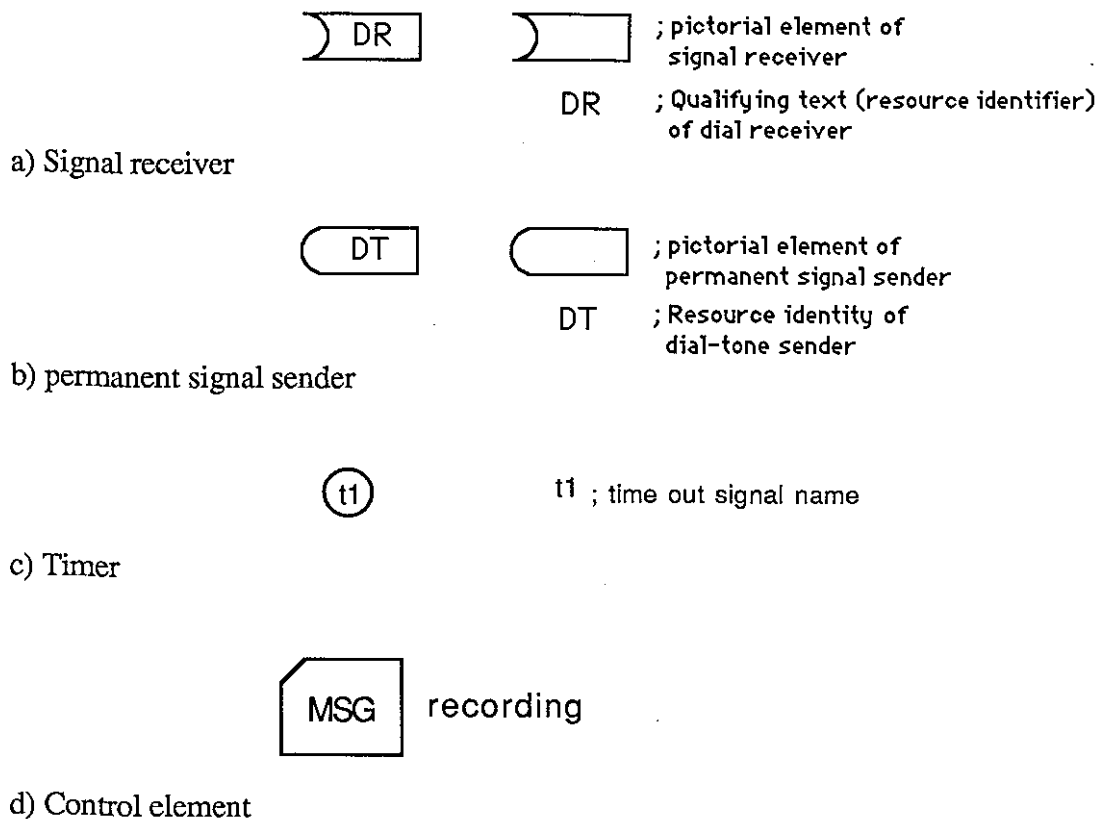 DR ; pictorial element of
signal receiver
DR ; Qualifying text (resource identifier)
of dial receiver
a) Signal receiver
DT ; pictorial element of
permanent signal sender
DT ; Resource identity of
dial-tone sender
b) permanent signal sender
t1 t1 ; time out signal name
c) Timer
MSG recording
d) Control element